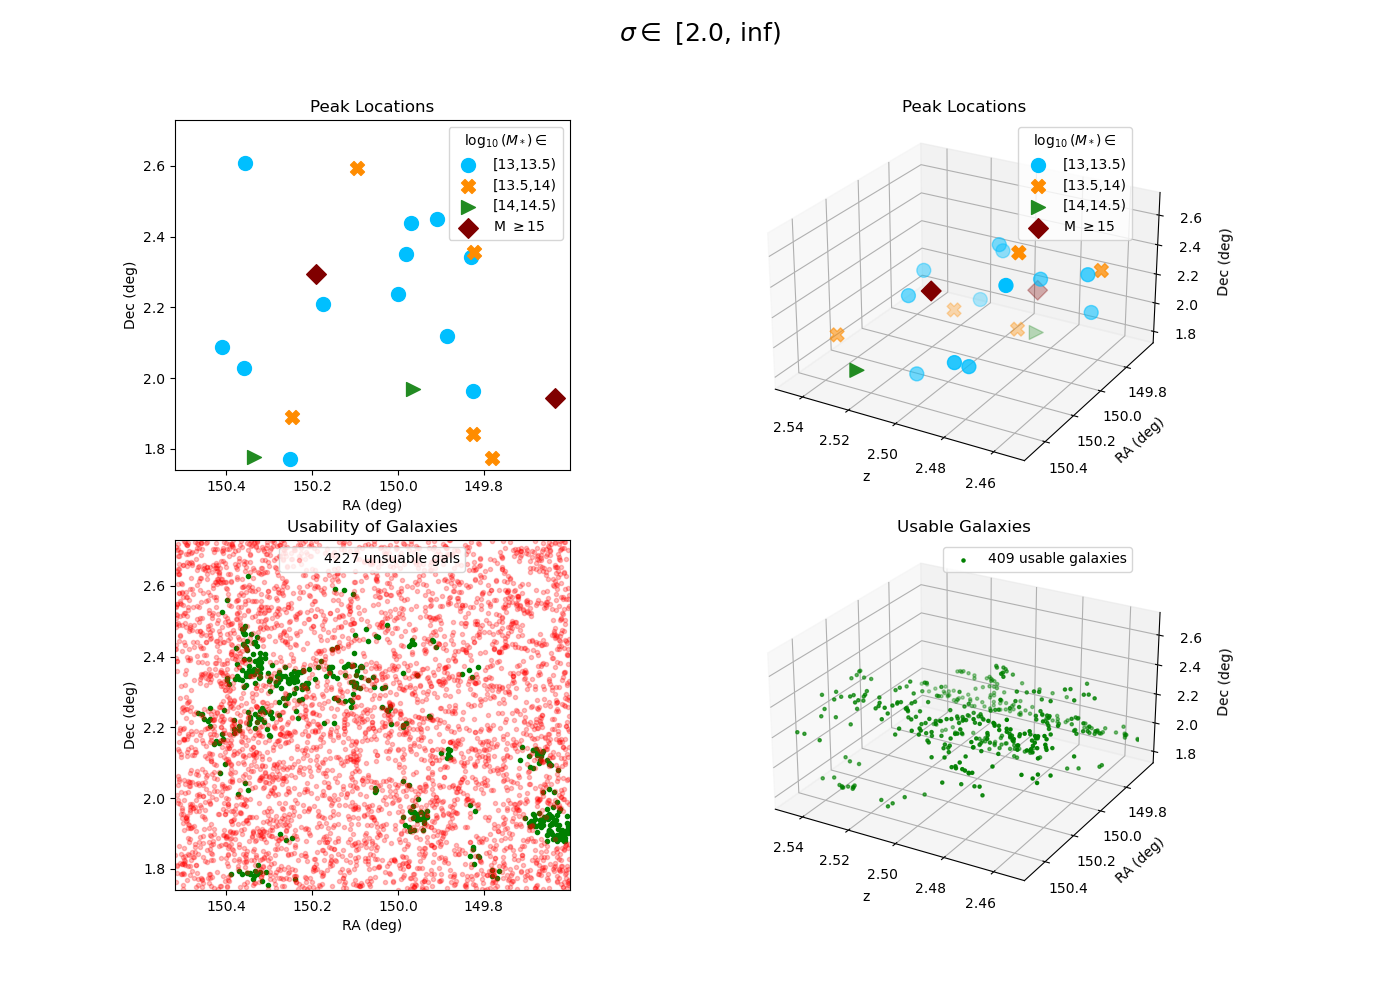 σ ∈ [2.0, inf)
Peak Locations
log₁₀(M*) ∈
[13,13.5)
[13.5,14)
[14,14.5)
M ≥15
2.6
2.4
2.2
2.0
1.8
Dec (deg)
150.4 150.2 150.0 149.8
RA (deg)
Peak Locations
log₁₀(M*) ∈
[13,13.5)
[13.5,14)
[14,14.5)
M ≥15
2.6
2.4
2.2
2.0
1.8
Dec (deg)
149.8
150.0
150.2
150.4
RA (deg)
2.54
2.52
2.50
2.48
2.46
z
Usability of Galaxies
4227 unsuable gals
2.6
2.4
2.2
2.0
1.8
Dec (deg)
150.4 150.2 150.0 149.8
RA (deg)
Usable Galaxies
409 usable galaxies
2.6
2.4
2.2
2.0
1.8
Dec (deg)
149.8
150.0
150.2
150.4
RA (deg)
2.54
2.52
2.50
2.48
2.46
z